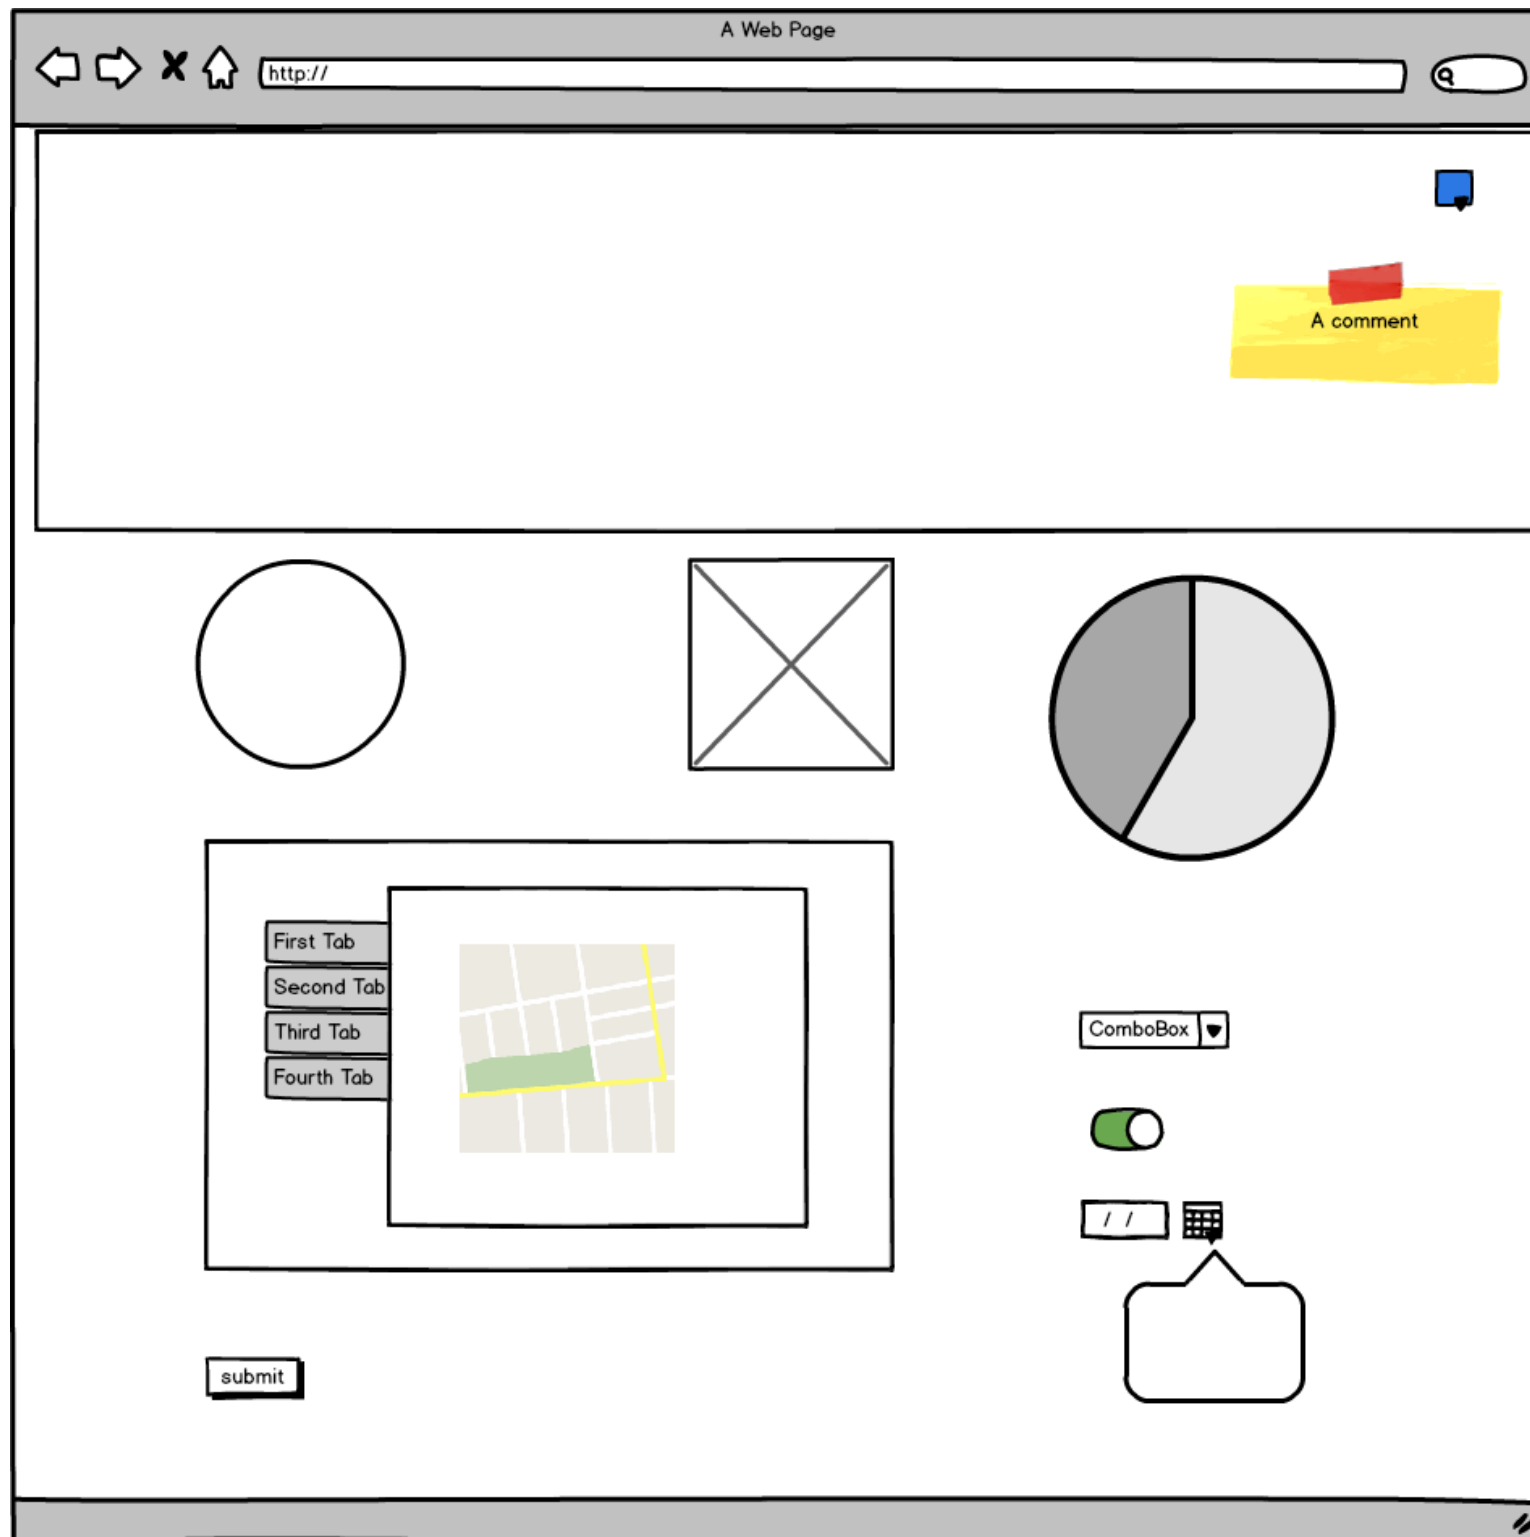 A Web Page
http://
A comment
First Tab
Second Tab
Third Tab
Fourth Tab
ComboBox
/ /
submit